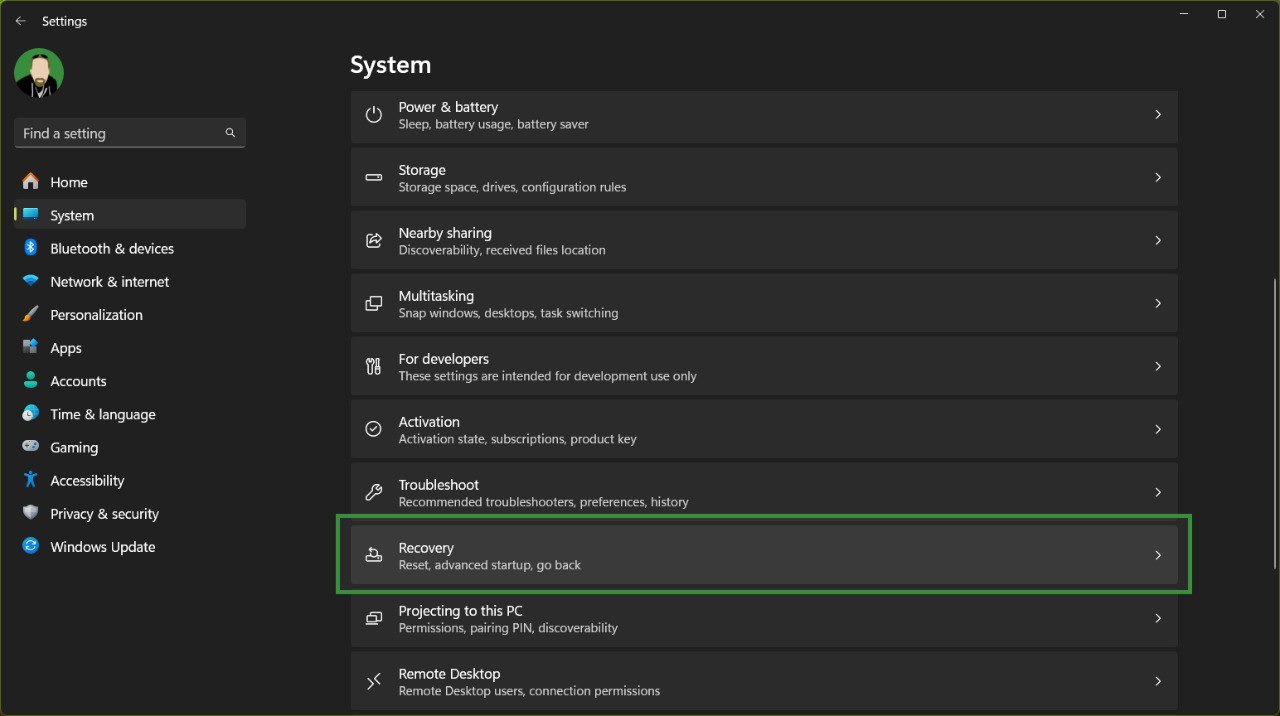 Settings
Find a setting
Home
System
Bluetooth & devices
Network & internet
Personalization
Apps
Accounts
Time & language
Gaming
Accessibility
Privacy & security
Windows Update
System
Power & battery
Sleep, battery usage, battery saver
Storage
Storage space, drives, configuration rules
Nearby sharing
Discoverability, received files location
Multitasking
Snap windows, desktops, task switching
For developers
These settings are intended for development use only
Activation
Activation state, subscriptions, product key
Troubleshoot
Recommended troubleshooters, preferences, history
Recovery
Reset, advanced startup, go back
Projecting to this PC
Permissions, pairing PIN, discoverability
Remote Desktop
Remote Desktop users, connection permissions